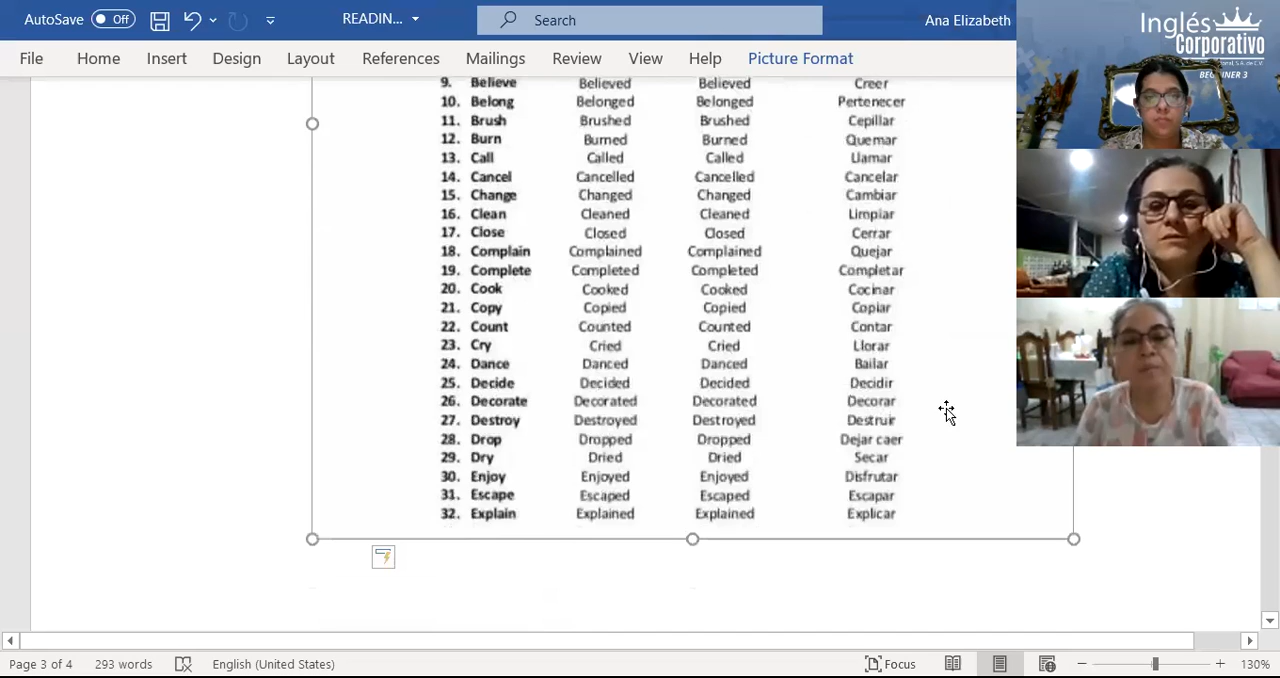 AutoSave Off READIN... Search Ana Elizabeth
File Home Insert Design Layout References Mailings Review View Help Picture Format
Inglés
Corporativo
BEGINNER 3
9. Believe Believed Believed Creer
10. Belong Belonged Belonged Pertenecer
11. Brush Brushed Brushed Cepillar
12. Burn Burned Burned Quemar
13. Call Called Called Llamar
14. Cancel Cancelled Cancelled Cancelar
15. Change Changed Changed Cambiar
16. Clean Cleaned Cleaned Limpiar
17. Close Closed Closed Cerrar
18. Complain Complained Complained Quejar
19. Complete Completed Completed Completar
20. Cook Cooked Cooked Cocinar
21. Copy Copied Copied Copiar
22. Count Counted Counted Contar
23. Cry Cried Cried Llorar
24. Dance Danced Danced Bailar
25. Decide Decided Decided Decidir
26. Decorate Decorated Decorated Decorar
27. Destroy Destroyed Destroyed Destruir
28. Drop Dropped Dropped Dejar caer
29. Dry Dried Dried Secar
30. Enjoy Enjoyed Enjoyed Disfrutar
31. Escape Escaped Escaped Escapar
32. Explain Explained Explained Explicar
Page 3 of 4 293 words English (United States) Focus 130%